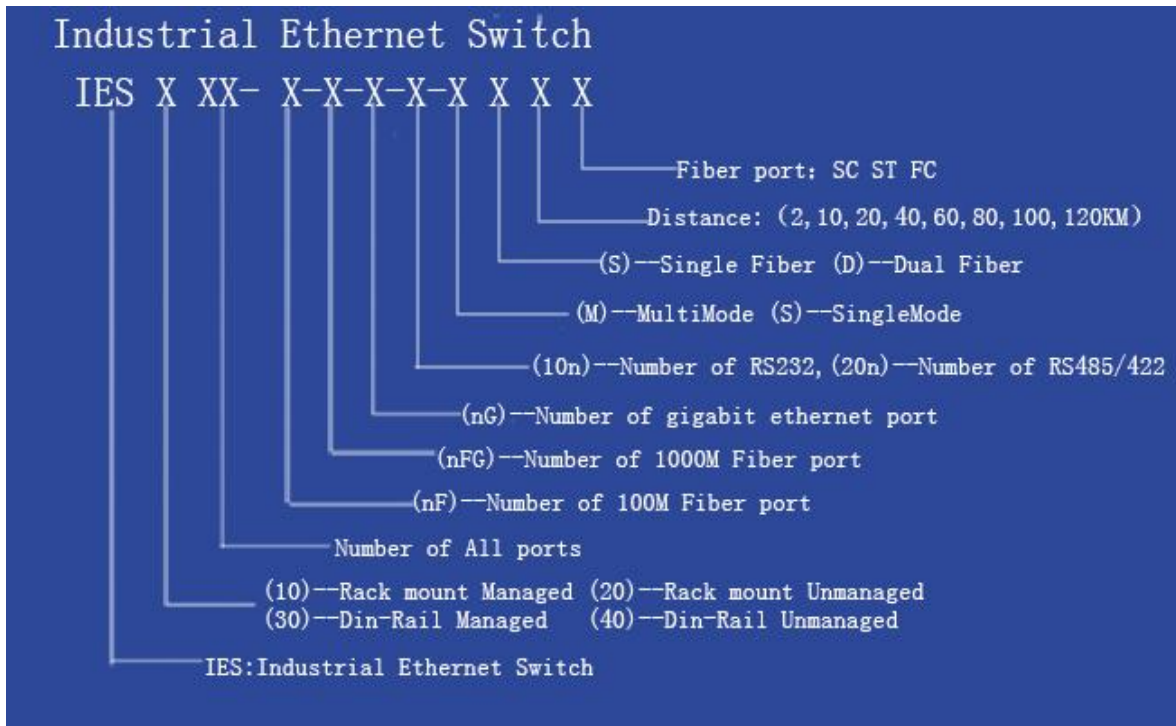 Industrial Ethernet Switch
IES X XX- X-X-X-X-X X X X
Fiber port: SC ST FC
Distance: (2,10,20,40,60,80,100,120KM)
(S)--Single Fiber (D)--Dual Fiber
(M)--MultiMode (S)--SingleMode
(10n)--Number of RS232,(20n)--Number of RS485/422
(nG)--Number of gigabit ethernet port
(nFG)--Number of 1000M Fiber port
(nF)--Number of 100M Fiber port
Number of All ports
(10)--Rack mount Managed (20)--Rack mount Unmanaged
(30)--Din-Rail Managed (40)--Din-Rail Unmanaged
IES:Industrial Ethernet Switch